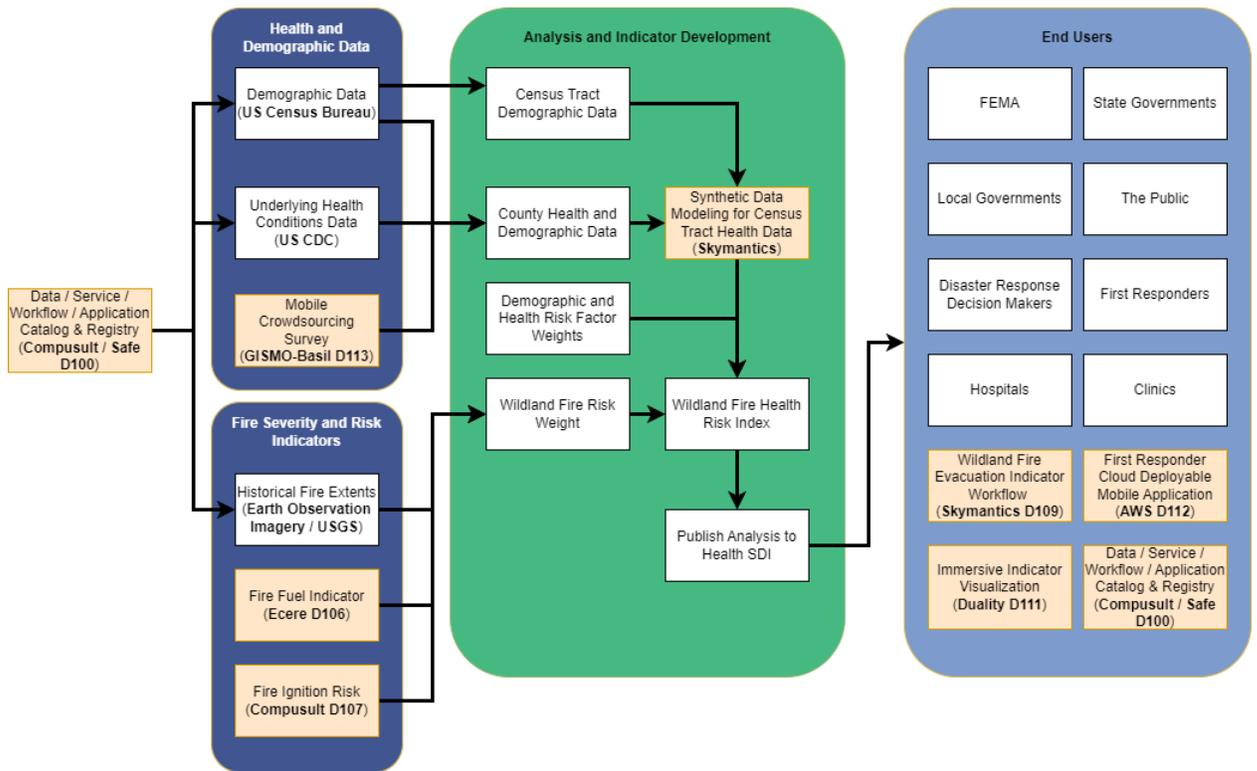 Data / Service /
Workflow / Application
Catalog & Registry
(Compusult / Safe
D100)
Health and
Demographic Data
Demographic Data
(US Census Bureau)
Underlying Health
Conditions Data
(US CDC)
Mobile
Crowdsourcing
Survey
(GISMO-Basil D113)
Fire Severity and Risk
Indicators
Historical Fire Extents
(Earth Observation
Imagery / USGS)
Fire Fuel Indicator
(Ecere D106)
Fire Ignition Risk
(Compusult D107)
Analysis and Indicator Development
Census Tract
Demographic Data
County Health and
Demographic Data
Synthetic Data
Modeling for Census
Tract Health Data
(Skymantics)
Demographic and
Health Risk Factor
Weights
Wildland Fire Risk
Weight
Wildland Fire Health
Risk Index
Publish Analysis to
Health SDI
End Users
FEMA
State Governments
Local Governments
The Public
Disaster Response
Decision Makers
First Responders
Hospitals
Clinics
Wildland Fire
Evacuation Indicator
Workflow
(Skymantics D109)
First Responder
Cloud Deployable
Mobile Application
(AWS D112)
Immersive Indicator
Visualization
(Duality D111)
Data / Service /
Workflow / Application
Catalog & Registry
(Compusult / Safe
D100)